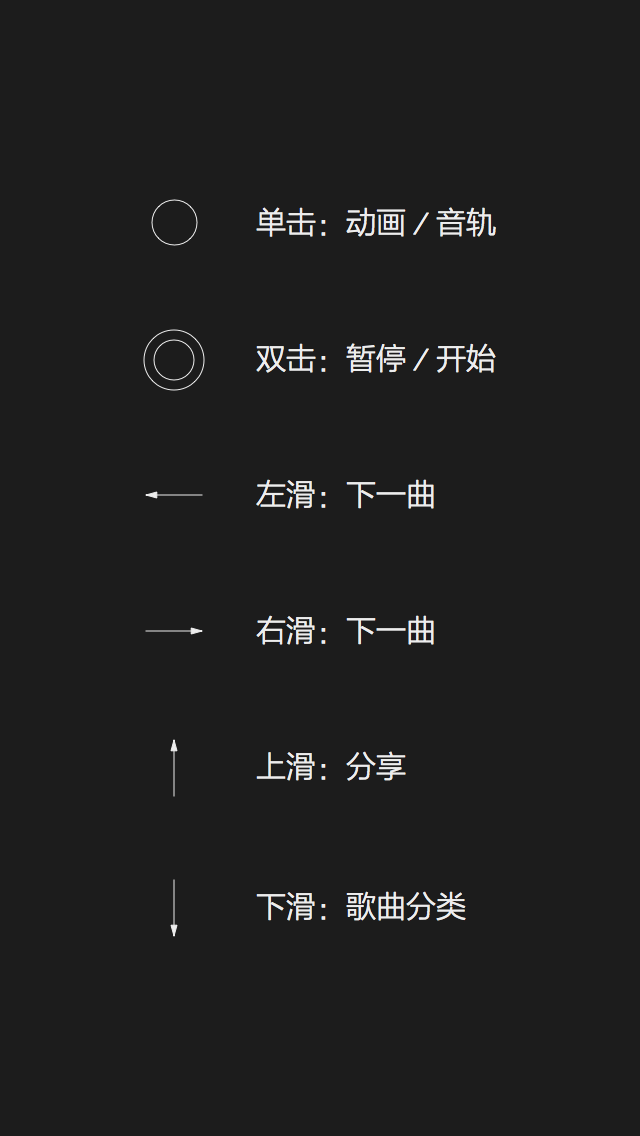 单击：动画 / 音轨
双击：暂停 / 开始
左滑：下一曲
右滑：下一曲
上滑：分享
下滑：歌曲分类